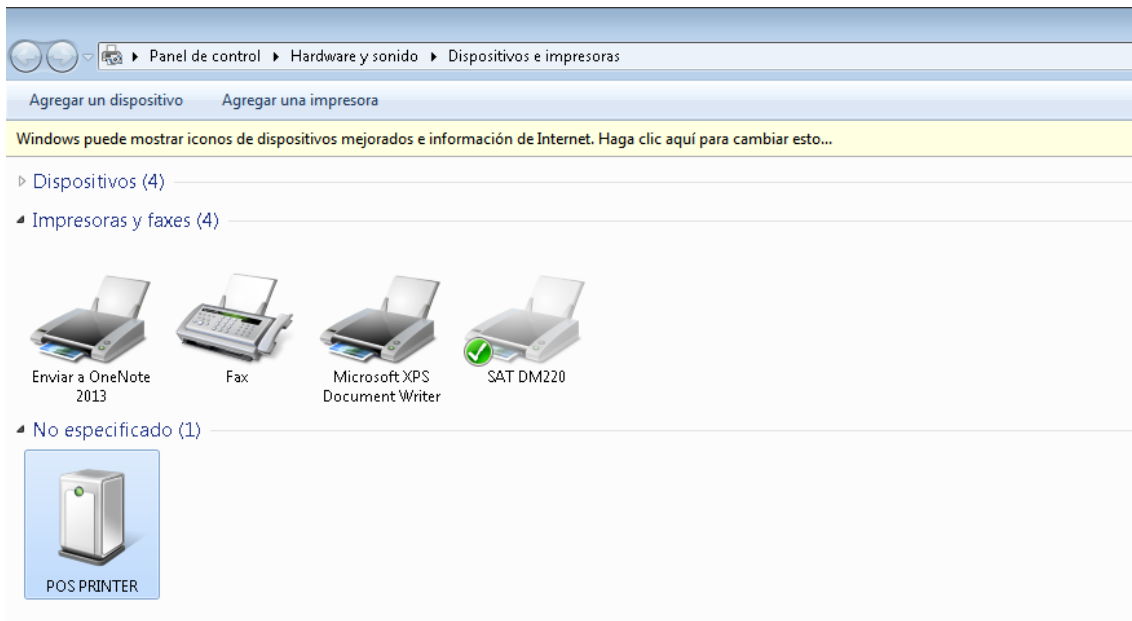 Panel de control Hardware y sonido Dispositivos e impresoras
Agregar un dispositivo Agregar una impresora
Windows puede mostrar iconos de dispositivos mejorados e información de Internet. Haga clic aquí para cambiar esto...
Dispositivos (4)
Impresoras y faxes (4)
Enviar a OneNote
2013
Fax
Microsoft XPS
Document Writer
SAT DM220
No especificado (1)
POS PRINTER